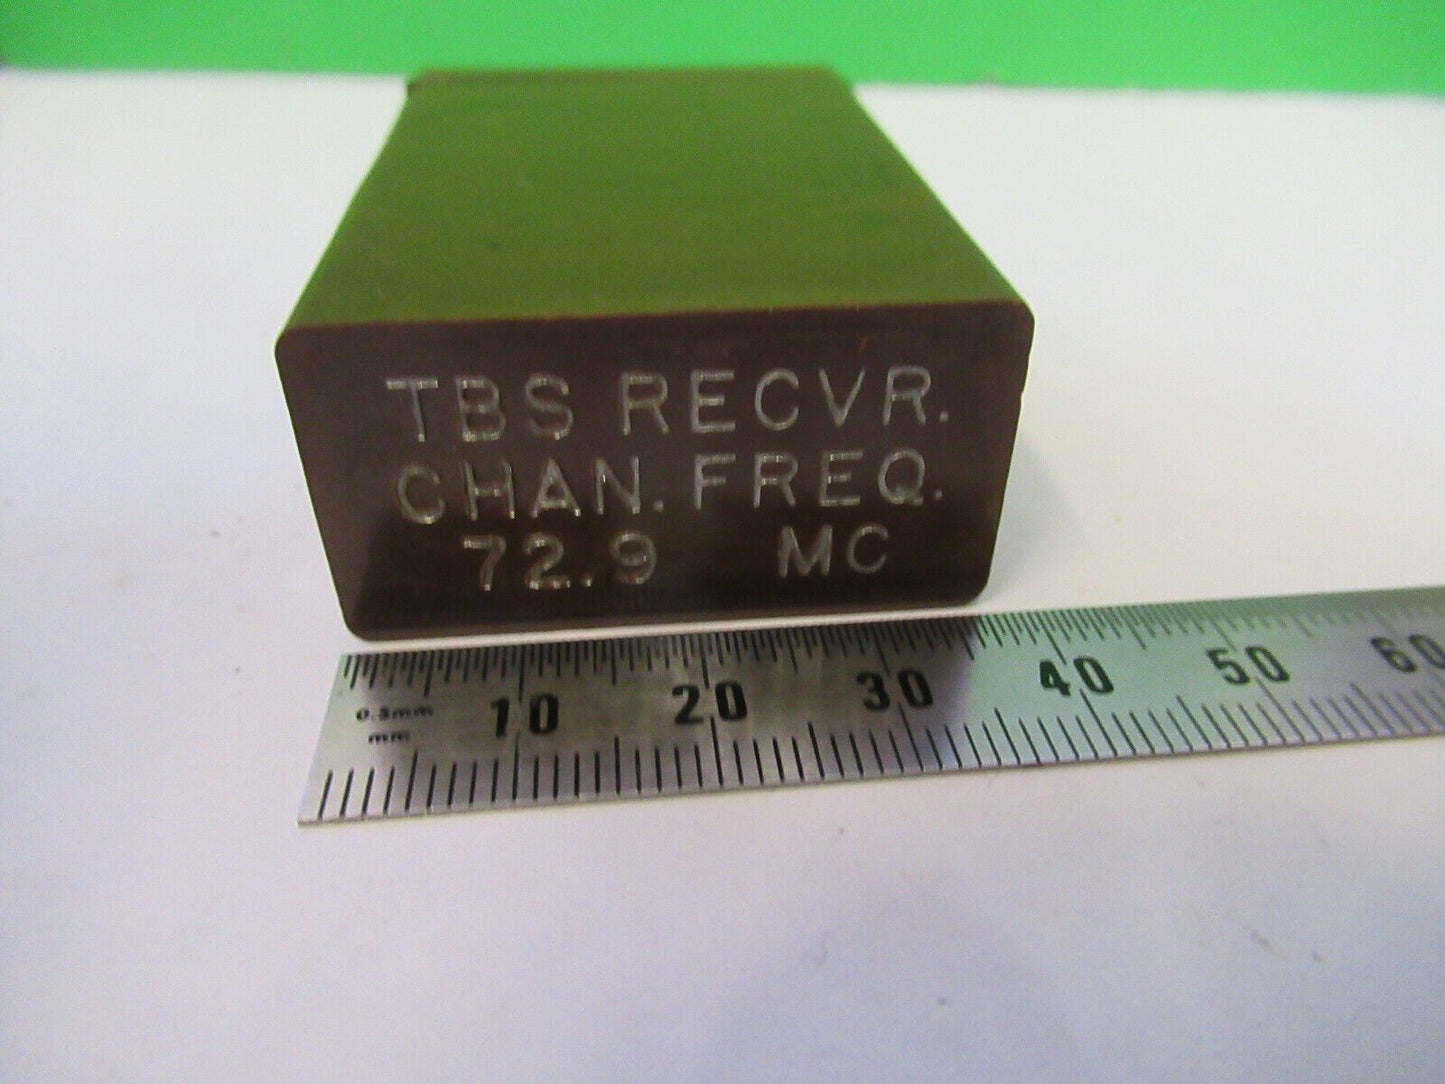 TBS RECVR.
CHAN. FREQ.
72.9 MC
0.5mm
mm
10 20 30 40 50 60